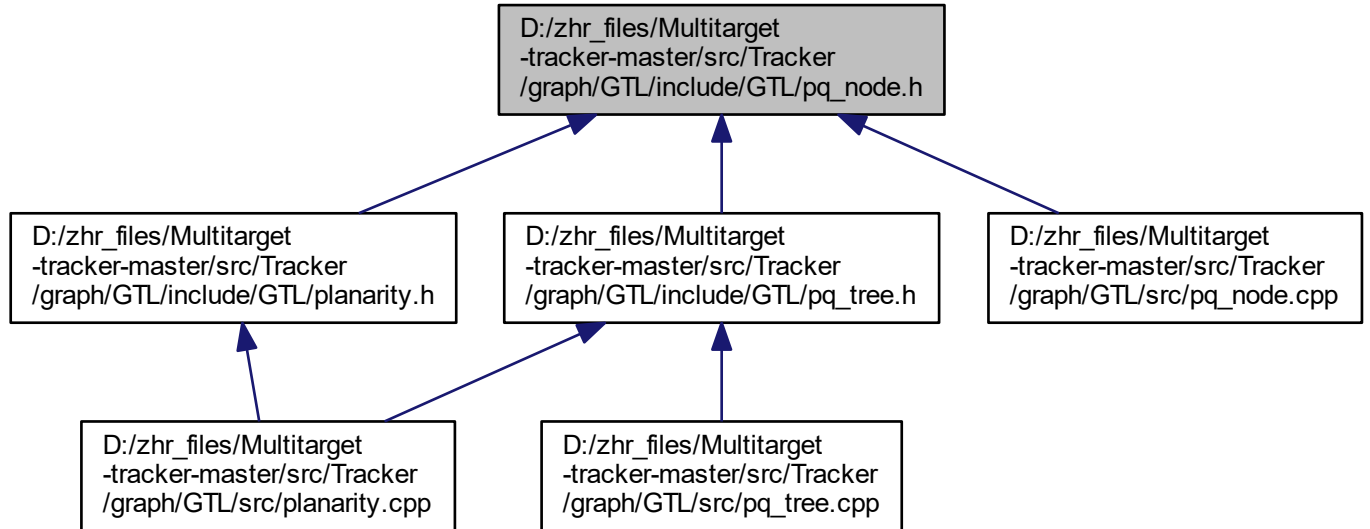 D:/zhr_files/Multitarget
-tracker-master/src/Tracker
/graph/GTL/include/GTL/pq_node.h
D:/zhr_files/Multitarget
-tracker-master/src/Tracker
/graph/GTL/include/GTL/planarity.h
D:/zhr_files/Multitarget
-tracker-master/src/Tracker
/graph/GTL/include/GTL/pq_tree.h
D:/zhr_files/Multitarget
-tracker-master/src/Tracker
/graph/GTL/src/pq_node.cpp
D:/zhr_files/Multitarget
-tracker-master/src/Tracker
/graph/GTL/src/planarity.cpp
D:/zhr_files/Multitarget
-tracker-master/src/Tracker
/graph/GTL/src/pq_tree.cpp